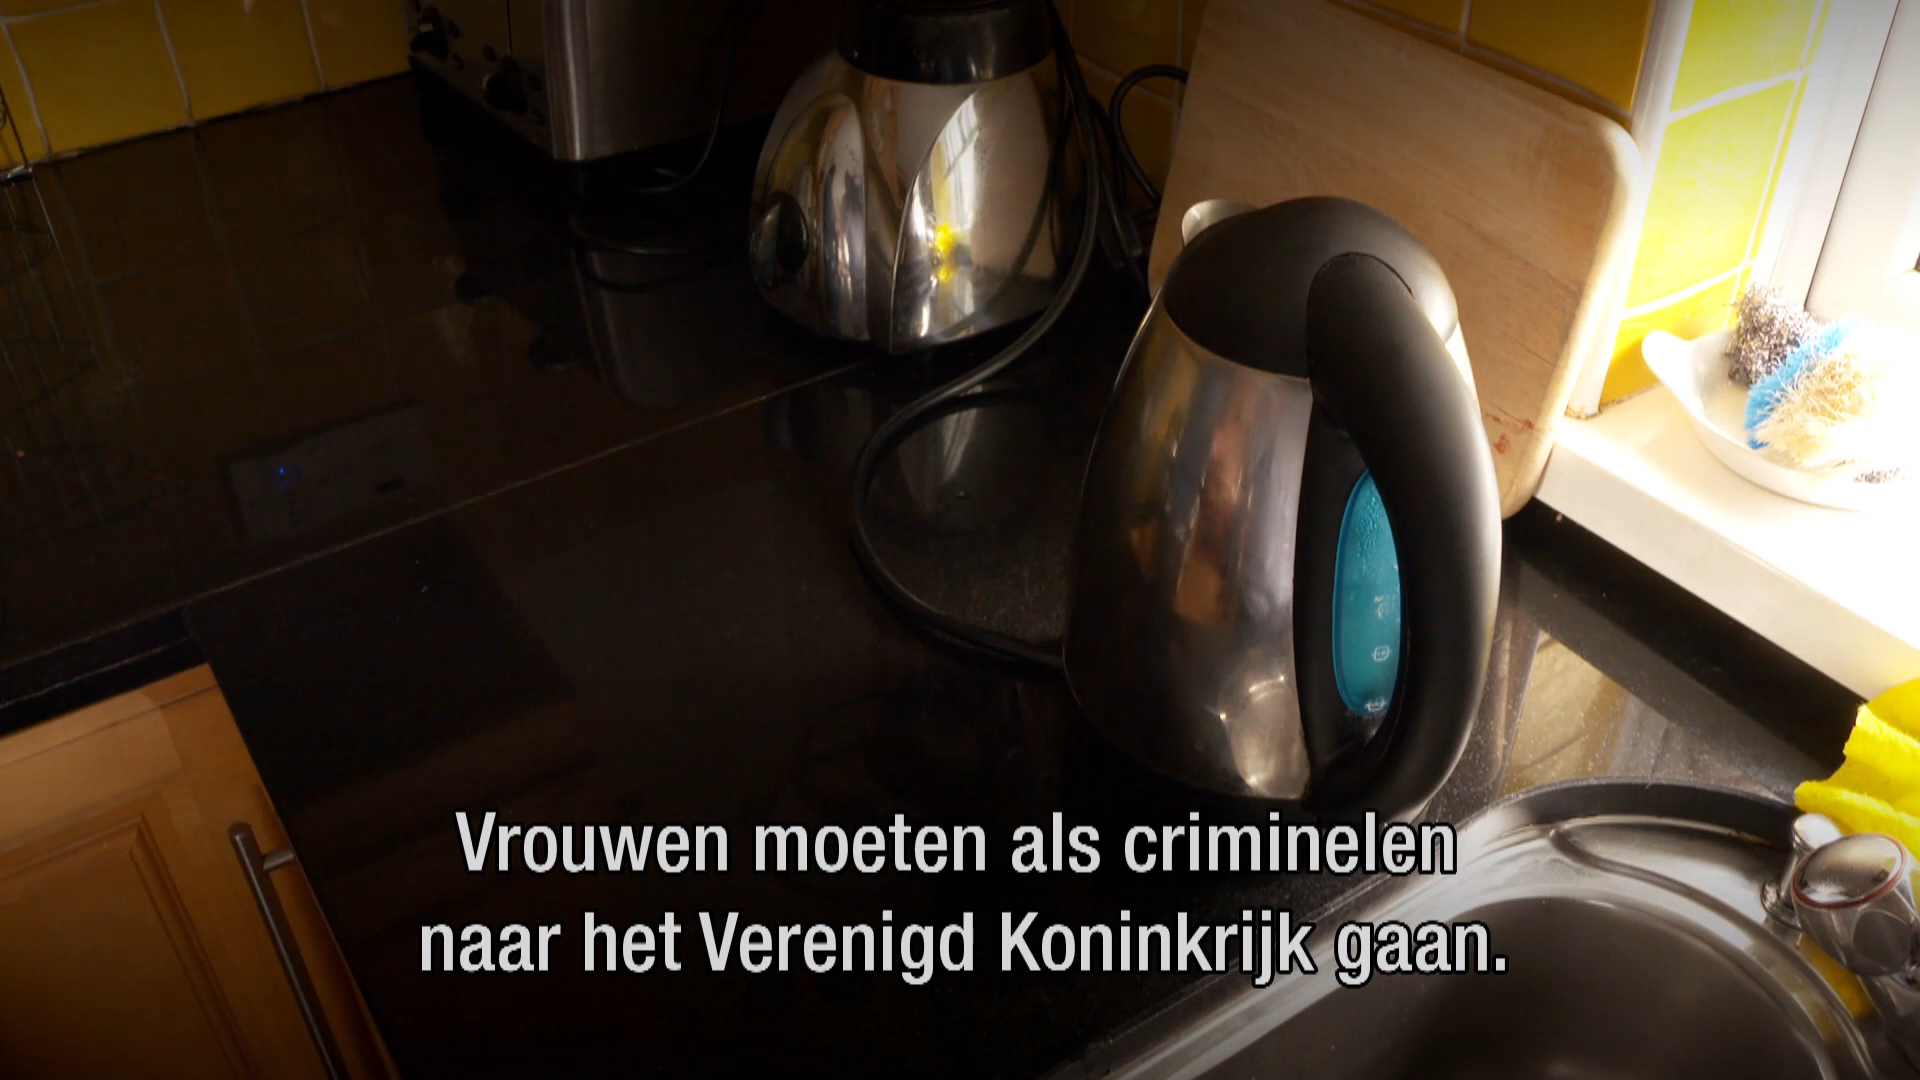 Vrouwen moeten als criminelen
naar het Verenigd Koninkrijk gaan.